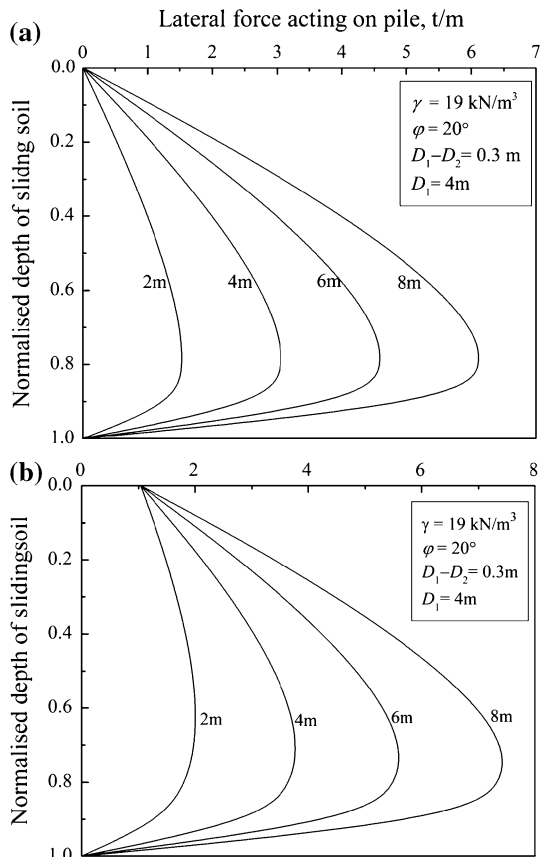 Lateral force acting on pile, t/m
(a)
0 1 2 3 4 5 6 7
0.0
0.2
0.4
0.6
0.8
1.0
Normalised depth of slidng soil
γ = 19 kN/m³
φ = 20°
D₁–D₂= 0.3 m
D₁= 4m
2m 4m 6m 8m
(b)
0 2 4 6 8
0.0
0.2
0.4
0.6
0.8
1.0
Normalised depth of slidingsoil
γ = 19 kN/m³
φ = 20°
D₁–D₂= 0.3m
D₁= 4m
2m 4m 6m 8m